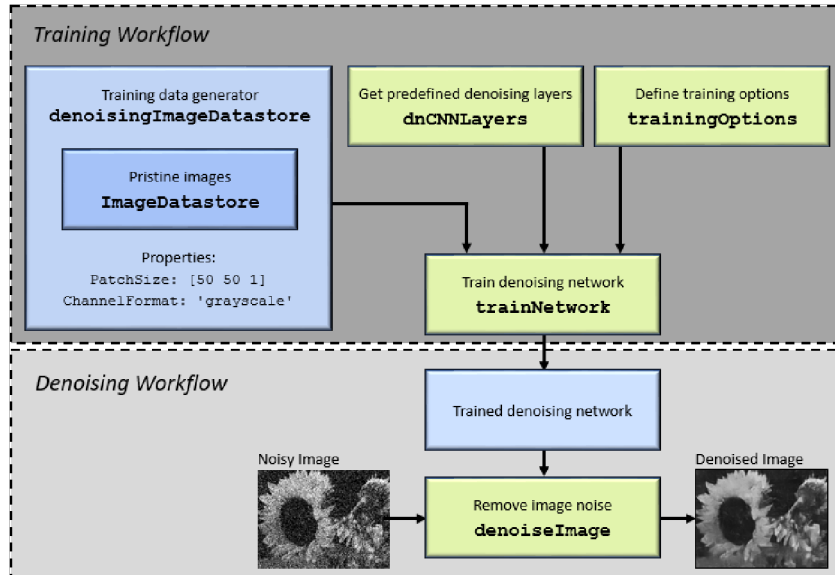 Training Workflow
Training data generator
denoisingImageDatastore
Pristine images
ImageDatastore
Properties:
PatchSize: [50 50 1]
ChannelFormat: 'grayscale'
Get predefined denoising layers
dnCNNLayers
Define training options
trainingOptions
Train denoising network
trainNetwork
Denoising Workflow
Trained denoising network
Noisy Image
Remove image noise
denoiseImage
Denoised Image